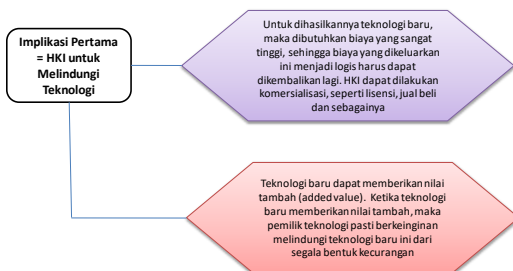 Implikasi Pertama
= HKI untuk
Melindungi
Teknologi
Untuk dihasilkannya teknologi baru,
maka dibutuhkan biaya yang sangat
tinggi, sehingga biaya yang dikeluarkan
ini menjadi logis harus dapat
dikembalikan lagi. HKI dapat dilakukan
komersialisasi, seperti lisensi, jual beli
dan sebagainya
Teknologi baru dapat memberikan nilai
tambah (added value). Ketika teknologi
baru memberikan nilai tambah, maka
pemilik teknologi pasti berkeinginan
melindungi teknologi baru ini dari
segala bentuk kecurangan